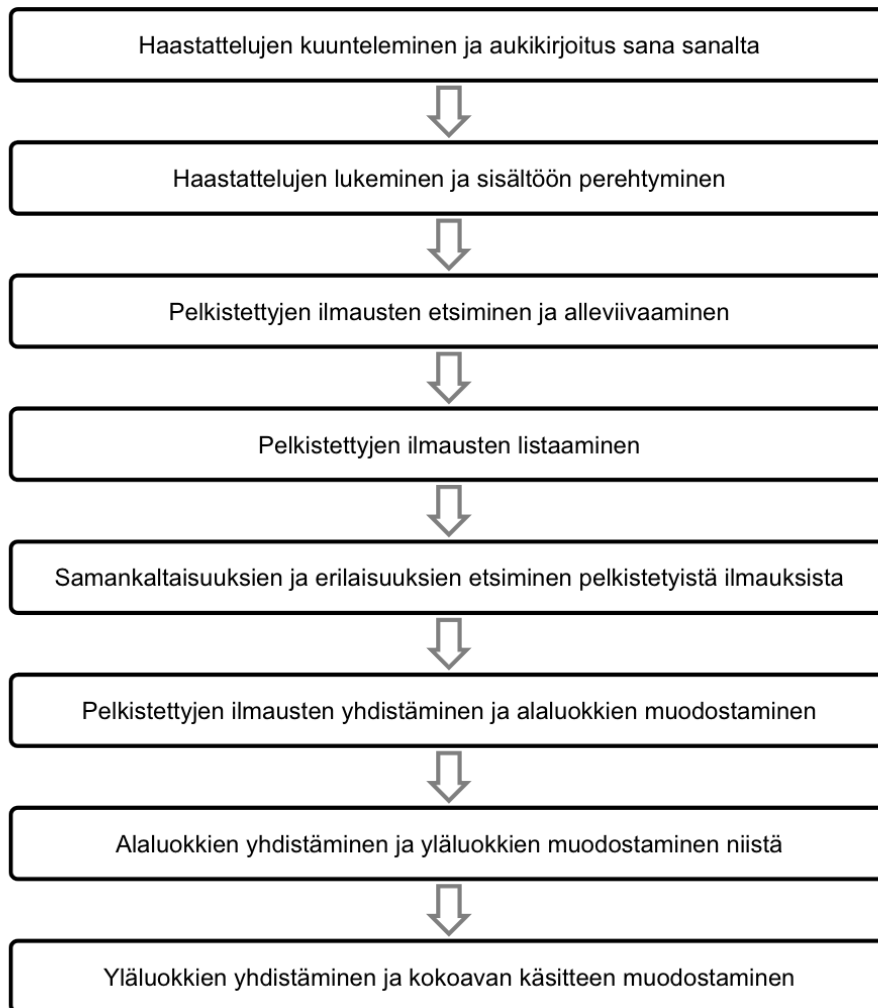 Haastattelujen kuunteleminen ja aukikirjoitus sana sanalta
Haastattelujen lukeminen ja sisältöön perehtyminen
Pelkistettyjen ilmausten etsiminen ja alleviivaaminen
Pelkistettyjen ilmausten listaaminen
Samankaltaisuuksien ja erilaisuuksien etsiminen pelkistetyistä ilmauksista
Pelkistettyjen ilmausten yhdistäminen ja alaluokkien muodostaminen
Alaluokkien yhdistäminen ja yläluokkien muodostaminen niistä
Yläluokkien yhdistäminen ja kokoavan käsitteen muodostaminen